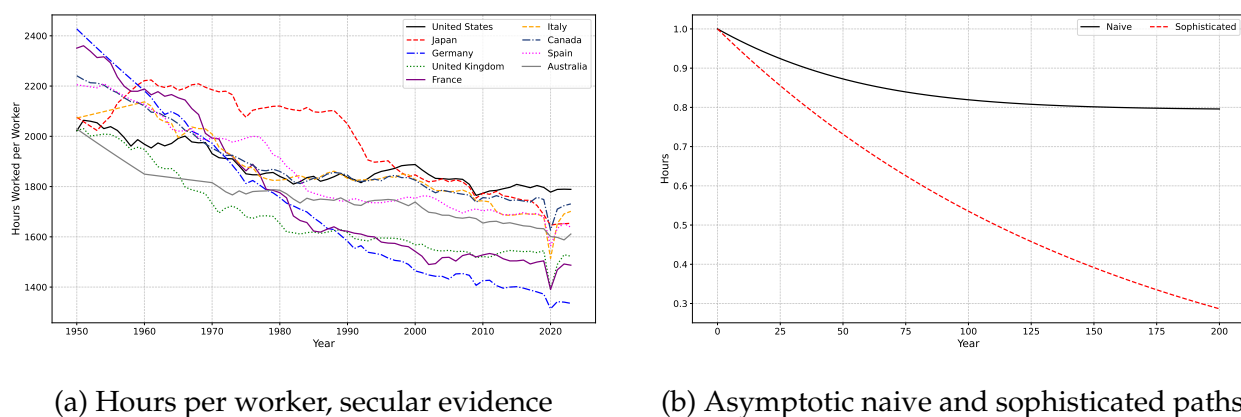 United States
Japan
Germany
United Kingdom
France
Italy
Canada
Spain
Australia
Hours Worked per Worker
2400
2200
2000
1800
1600
1400
1950
1960
1970
1980
1990
2000
2010
2020
Year
(a) Hours per worker, secular evidence
Naive
Sophisticated
Hours
1.0
0.9
0.8
0.7
0.6
0.5
0.4
0.3
0
25
50
75
100
125
150
175
200
Year
(b) Asymptotic naive and sophisticated paths